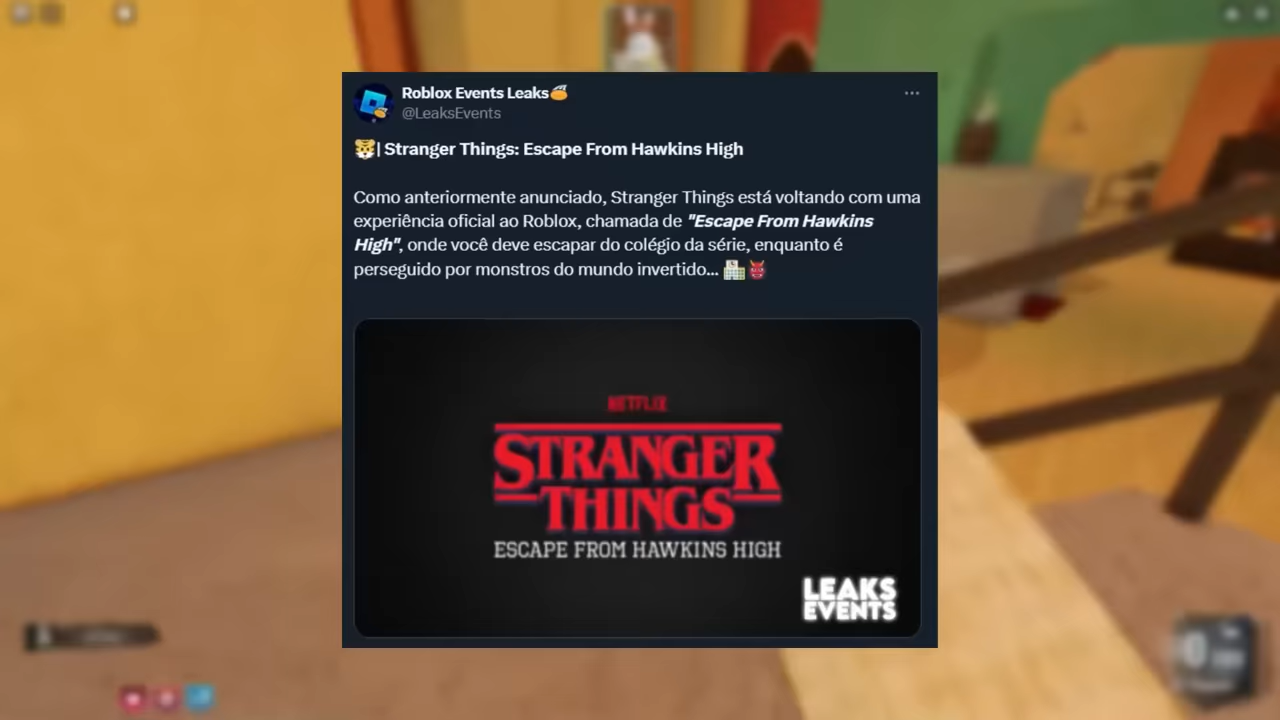 Roblox Events Leaks
@LeaksEvents
🐯| Stranger Things: Escape From Hawkins High
Como anteriormente anunciado, Stranger Things está voltando com uma
experiência oficial ao Roblox, chamada de "Escape From Hawkins
High", onde você deve escapar do colégio da série, enquanto é
perseguido por monstros do mundo invertido... 🏫👹
NETFLIX
STRANGER
THINGS
ESCAPE FROM HAWKINS HIGH
LEAKS
EVENTS